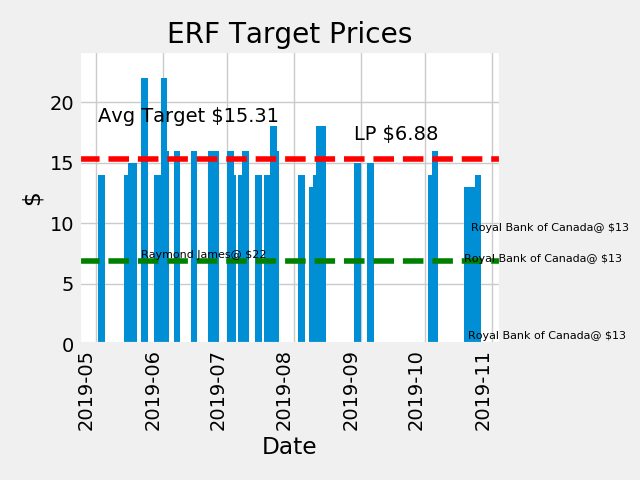 ERF Target Prices
20
Avg Target $15.31
LP $6.88
15
$
10
Royal Bank of Canada@ $13
Raymond James@ $22
Royal Bank of Canada@ $13
5
Royal Bank of Canada@ $13
0
2019-05
2019-06
2019-07
2019-08
2019-09
2019-10
2019-11
Date